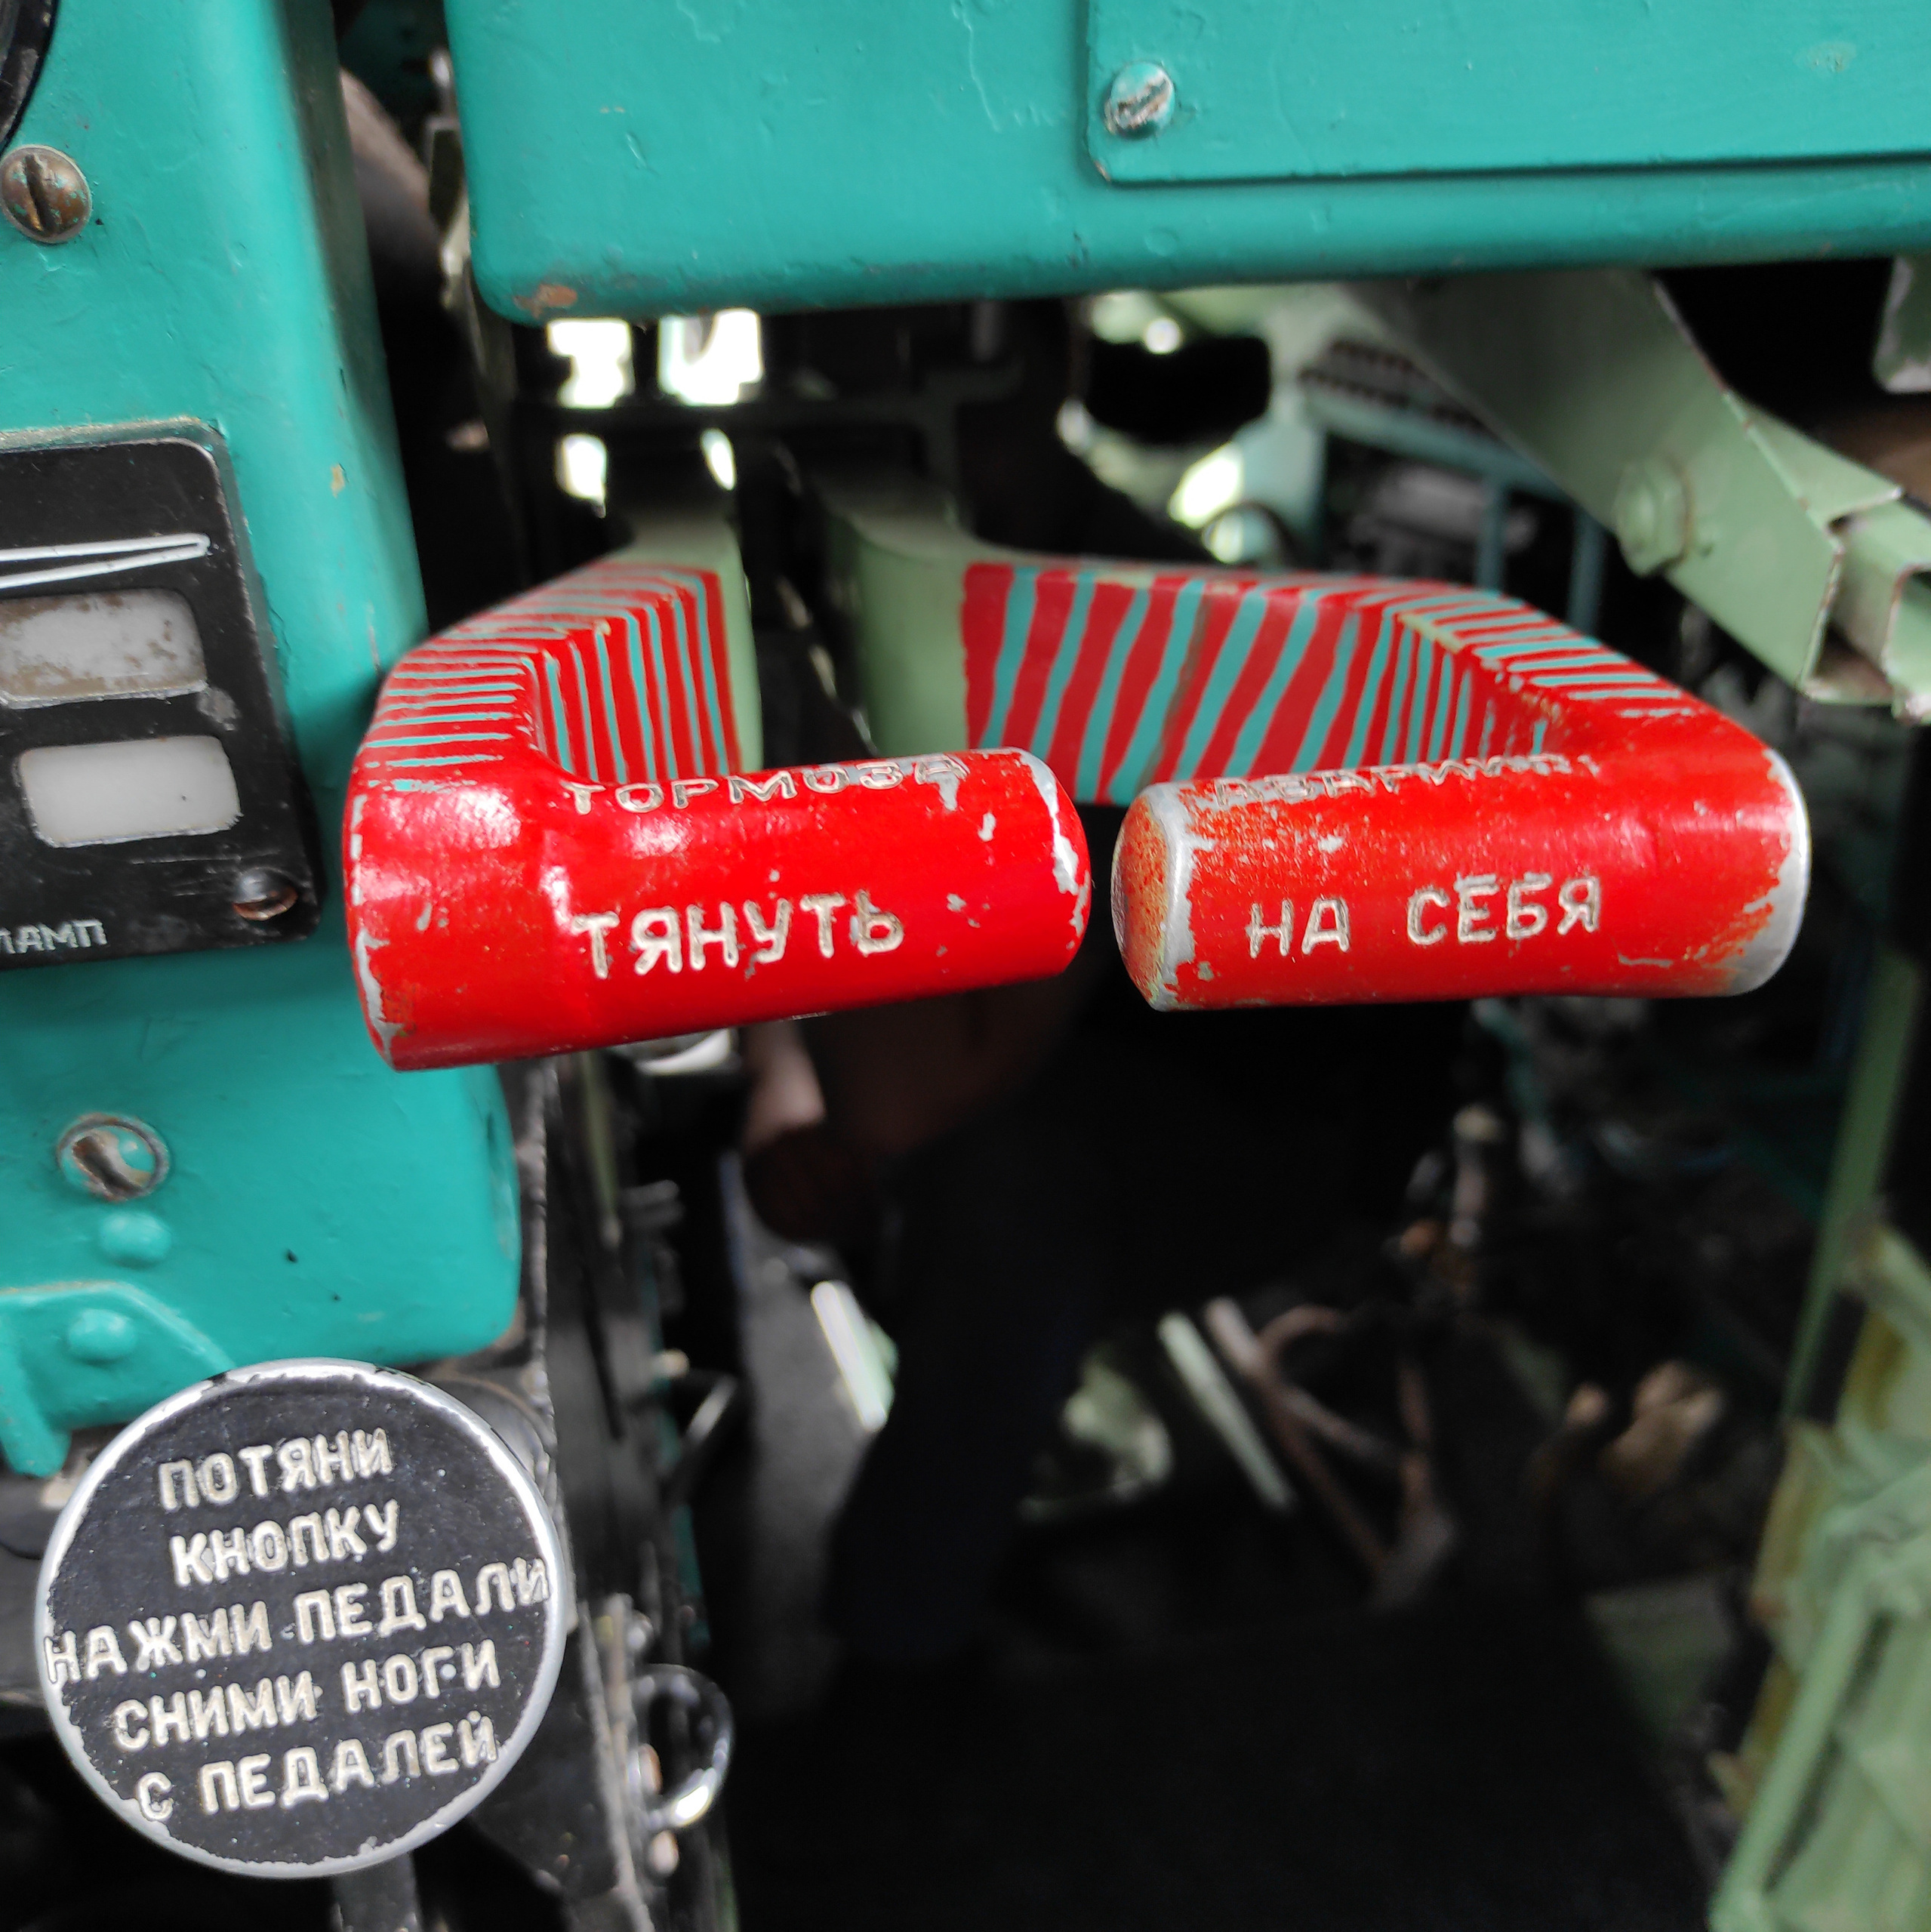 ТОРМОЗА
ТЯНУТЬ
НА СЕБЯ
ЛАМП
ПОТЯНИ
КНОПКУ
НАЖМИ ПЕДАЛИ
СНИМИ НОГИ
С ПЕДАЛЕЙ